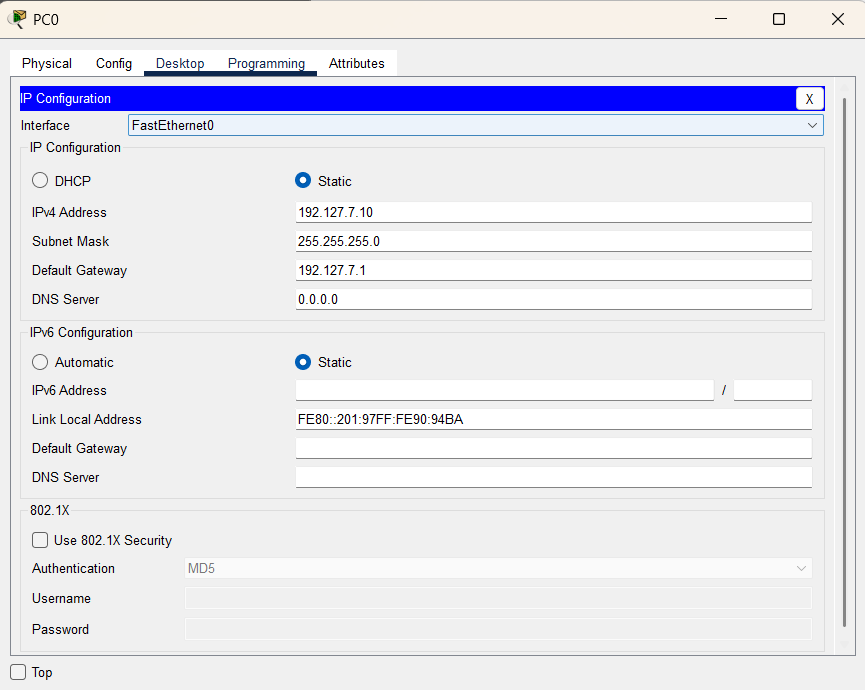 PC0
Physical Config Desktop Programming Attributes
IP Configuration X
Interface FastEthernet0
IP Configuration
DHCP Static
IPv4 Address 192.127.7.10
Subnet Mask 255.255.255.0
Default Gateway 192.127.7.1
DNS Server 0.0.0.0
IPv6 Configuration
Automatic Static
IPv6 Address /
Link Local Address FE80::201:97FF:FE90:94BA
Default Gateway
DNS Server
802.1X
Use 802.1X Security
Authentication MD5
Username
Password
Top